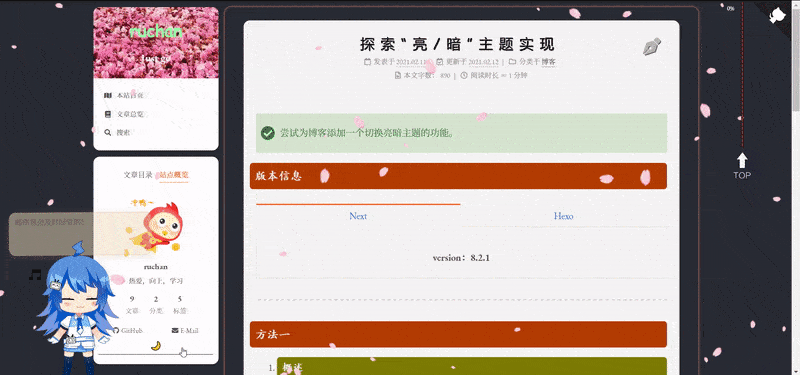 ruchan
Just go
本站首页
文章总览
搜索
文章目录 站点概览
ruchan
热爱，向上，学习
9 2 5
文章 分类 标签
GitHub E-Mail
探索“亮/暗”主题实现
发表于 2021.02.11 | 更新于 2021.02.12 | 分类于 博客
本文字数： 890 | 阅读时长 ≈ 1 分钟
尝试为博客添加一个切换亮暗主题的功能。
版本信息
Next Hexo
version：8.2.1
方法一
1. 概述
0%
TOP